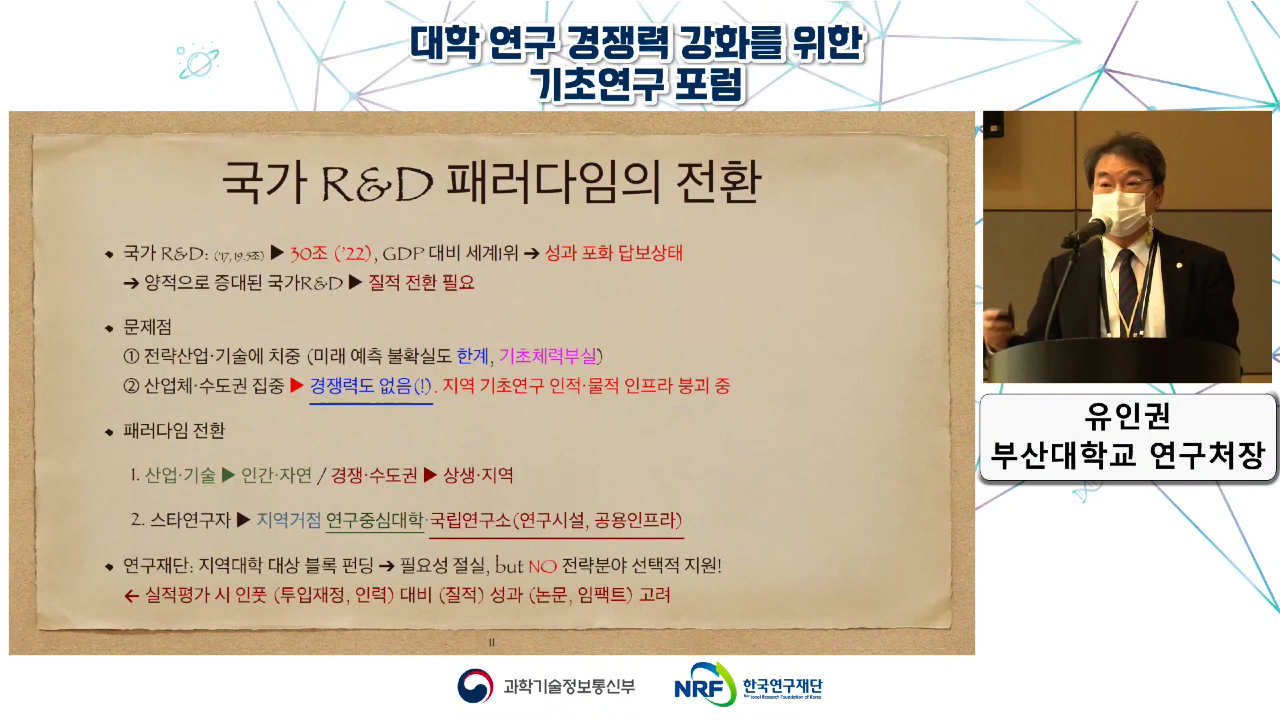 대학 연구 경쟁력 강화를 위한
기초연구 포럼
국가 R&D 패러다임의 전환
국가 R&D: ('17, 19.5조) ▶ 30조 ('22), GDP 대비 세계1위 ➔ 성과 포화 답보상태
➔ 양적으로 증대된 국가R&D ▶ 질적 전환 필요
문제점
① 전략산업·기술에 치중 (미래 예측 불확실도 한계, 기초체력부실)
② 산업체·수도권 집중 ▶ 경쟁력도 없음(!). 지역 기초연구 인적·물적 인프라 붕괴 중
패러다임 전환
1. 산업·기술 ▶ 인간·자연 / 경쟁·수도권 ▶ 상생·지역
2. 스타연구자 ▶ 지역거점 연구중심대학·국립연구소(연구시설, 공용인프라)
연구재단: 지역대학 대상 블록 펀딩 ➔ 필요성 절실, but NO 전략분야 선택적 지원!
← 실적평가 시 인풋 (투입재정, 인력) 대비 (질적) 성과 (논문, 임팩트) 고려
11
유인권
부산대학교 연구처장
과학기술정보통신부
NRF 한국연구재단
National Research Foundation of Korea